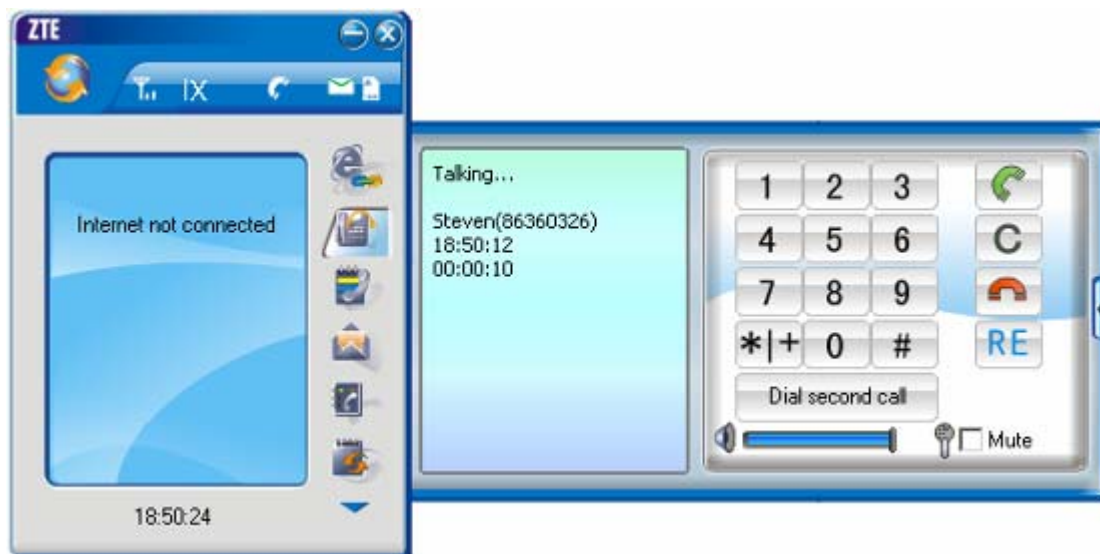 ZTE
IX
Internet not connected
18:50:24
Talking...
Steven(86360326)
18:50:12
00:00:10
1 2 3
4 5 6 C
7 8 9
*|+ 0 # RE
Dial second call
Mute